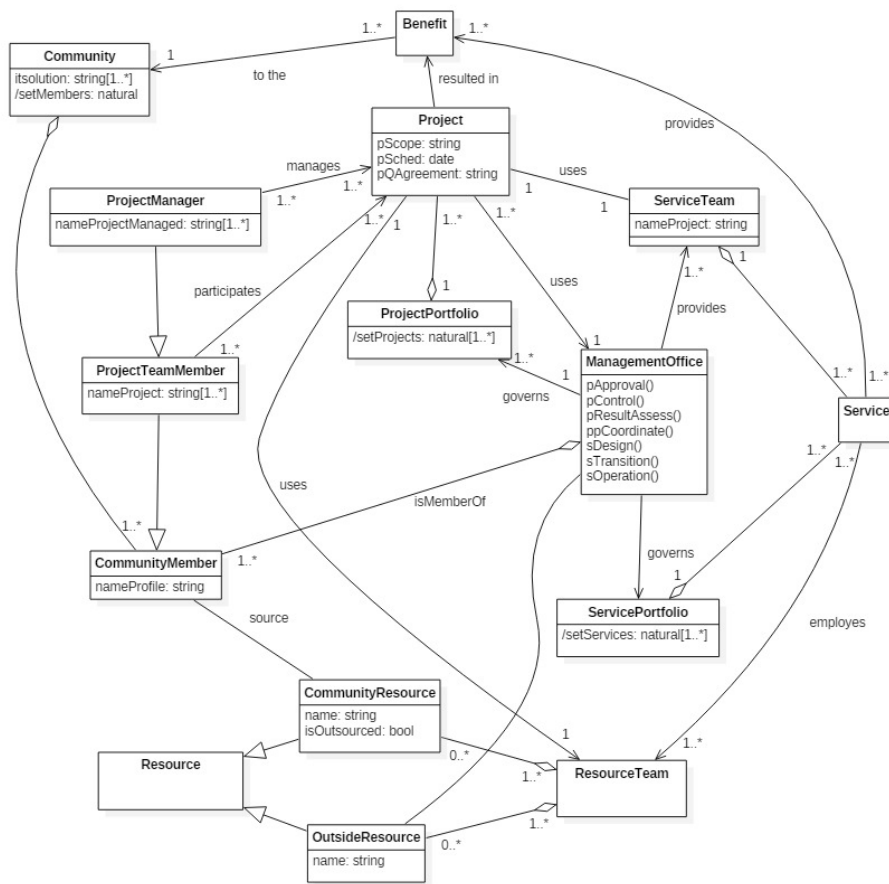 1..*
Benefit
1..*
1
Community
itsolution: string[1..*]
/setMembers: natural
to the
resulted in
Project
pScope: string
pSched: date
pQAgreement: string
provides
manages
1..*
1..*
uses
1
1
ProjectManager
nameProjectManaged: string[1..*]
ServiceTeam
nameProject: string
1..*
1
1..*
1..*
1
1..*
participates
uses
provides
1
ProjectPortfolio
/setProjects: natural[1..*]
1..*
1
ManagementOffice
pApproval()
pControl()
pResultAssess()
ppCoordinate()
sDesign()
sTransition()
sOperation()
1..*
1
governs
ProjectTeamMember
nameProject: string[1..*]
1..*
1..*
Service
1..*
1..*
isMemberOf
uses
1..*
CommunityMember
nameProfile: string
1..*
governs
1
ServicePortfolio
/setServices: natural[1..*]
employes
source
CommunityResource
name: string
isOutsourced: bool
1
1..*
0..*
1..*
Resource
ResourceTeam
OutsideResource
name: string
0..*
1..*